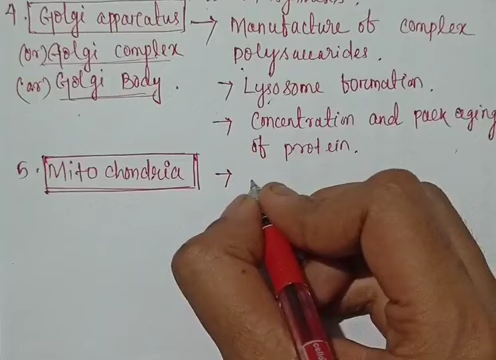 4. Golgi apparatus → Manufacture of complex
(or) Golgi complex polysaccarides.
(or) Golgi Body. → Lysosome formation.
→ Concentration and packaging
of protein.
5. Mitochondria →